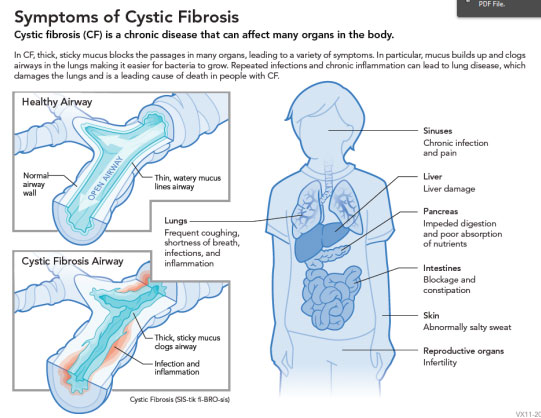 PDF File.
Symptoms of Cystic Fibrosis
Cystic fibrosis (CF) is a chronic disease that can affect many organs in the body.
In CF, thick, sticky mucus blocks the passages in many organs, leading to a variety of symptoms. In particular, mucus builds up and clogs
airways in the lungs making it easier for bacteria to grow. Repeated infections and chronic inflammation can lead to lung disease, which
damages the lungs and is a leading cause of death in people with CF.
Healthy Airway
OPEN AIRWAY
Normal
airway
wall
Thin, watery mucus
lines airway
Cystic Fibrosis Airway
Thick, sticky mucus
clogs airway
Infection and
inflammation
Cystic Fibrosis (SIS-tik fi-BRO-sis)
Lungs
Frequent coughing,
shortness of breath,
infections, and
inflammation
Sinuses
Chronic infection
and pain
Liver
Liver damage
Pancreas
Impeded digestion
and poor absorption
of nutrients
Intestines
Blockage and
constipation
Skin
Abnormally salty sweat
Reproductive organs
Infertility